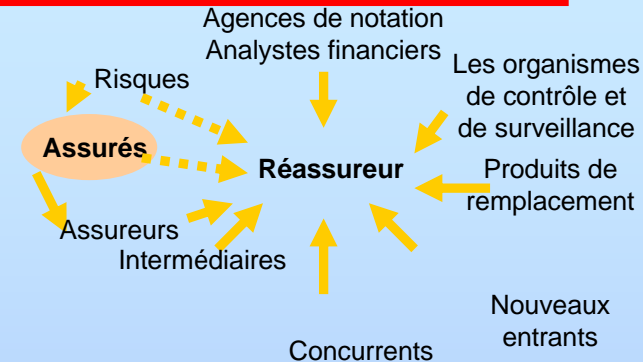 Agences de notation
Analystes financiers
Risques
Les organismes
de contrôle et
de surveillance
Assurés
Réassureur
Produits de
remplacement
Assureurs
Intermédiaires
Nouveaux
entrants
Concurrents